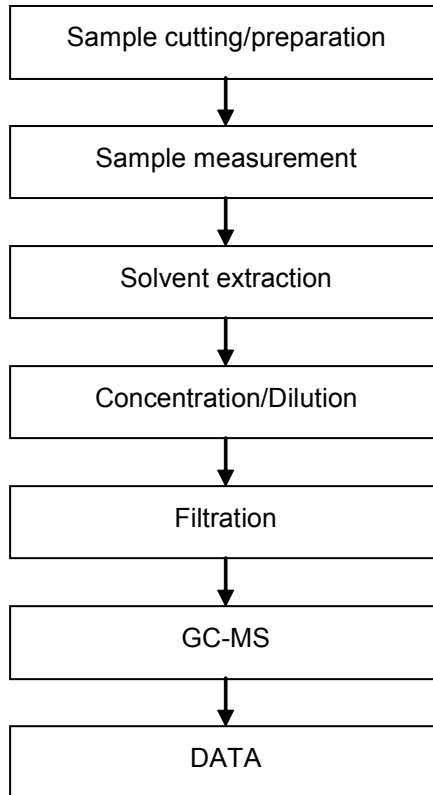 Sample cutting/preparation
Sample measurement
Solvent extraction
Concentration/Dilution
Filtration
GC-MS
DATA